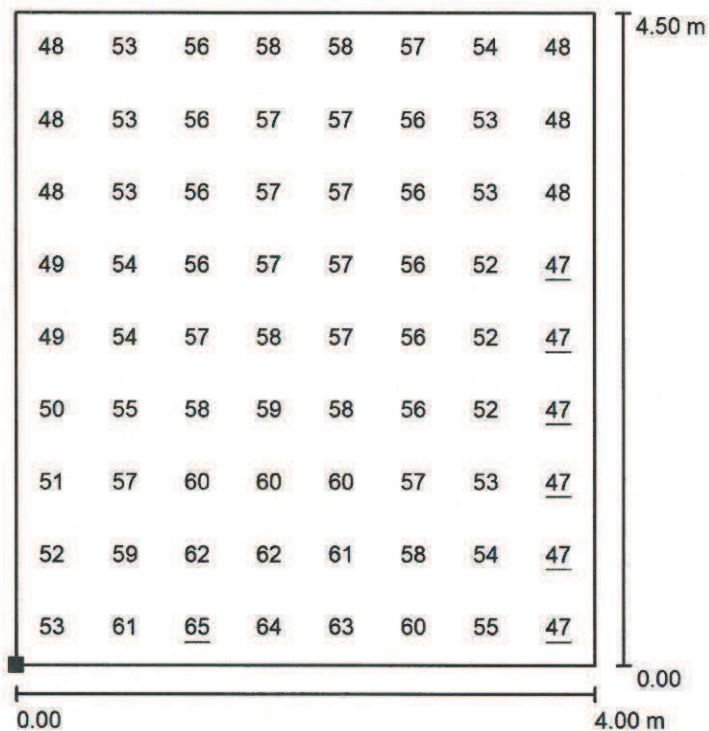 4.50 m
48 53 56 58 58 57 54 48
48 53 56 57 57 56 53 48
48 53 56 57 57 56 53 48
49 54 56 57 57 56 52 47
49 54 57 58 57 56 52 47
50 55 58 59 58 56 52 47
51 57 60 60 60 57 53 47
52 59 62 62 61 58 54 47
53 61 65 64 63 60 55 47
0.00
0.00 4.00 m